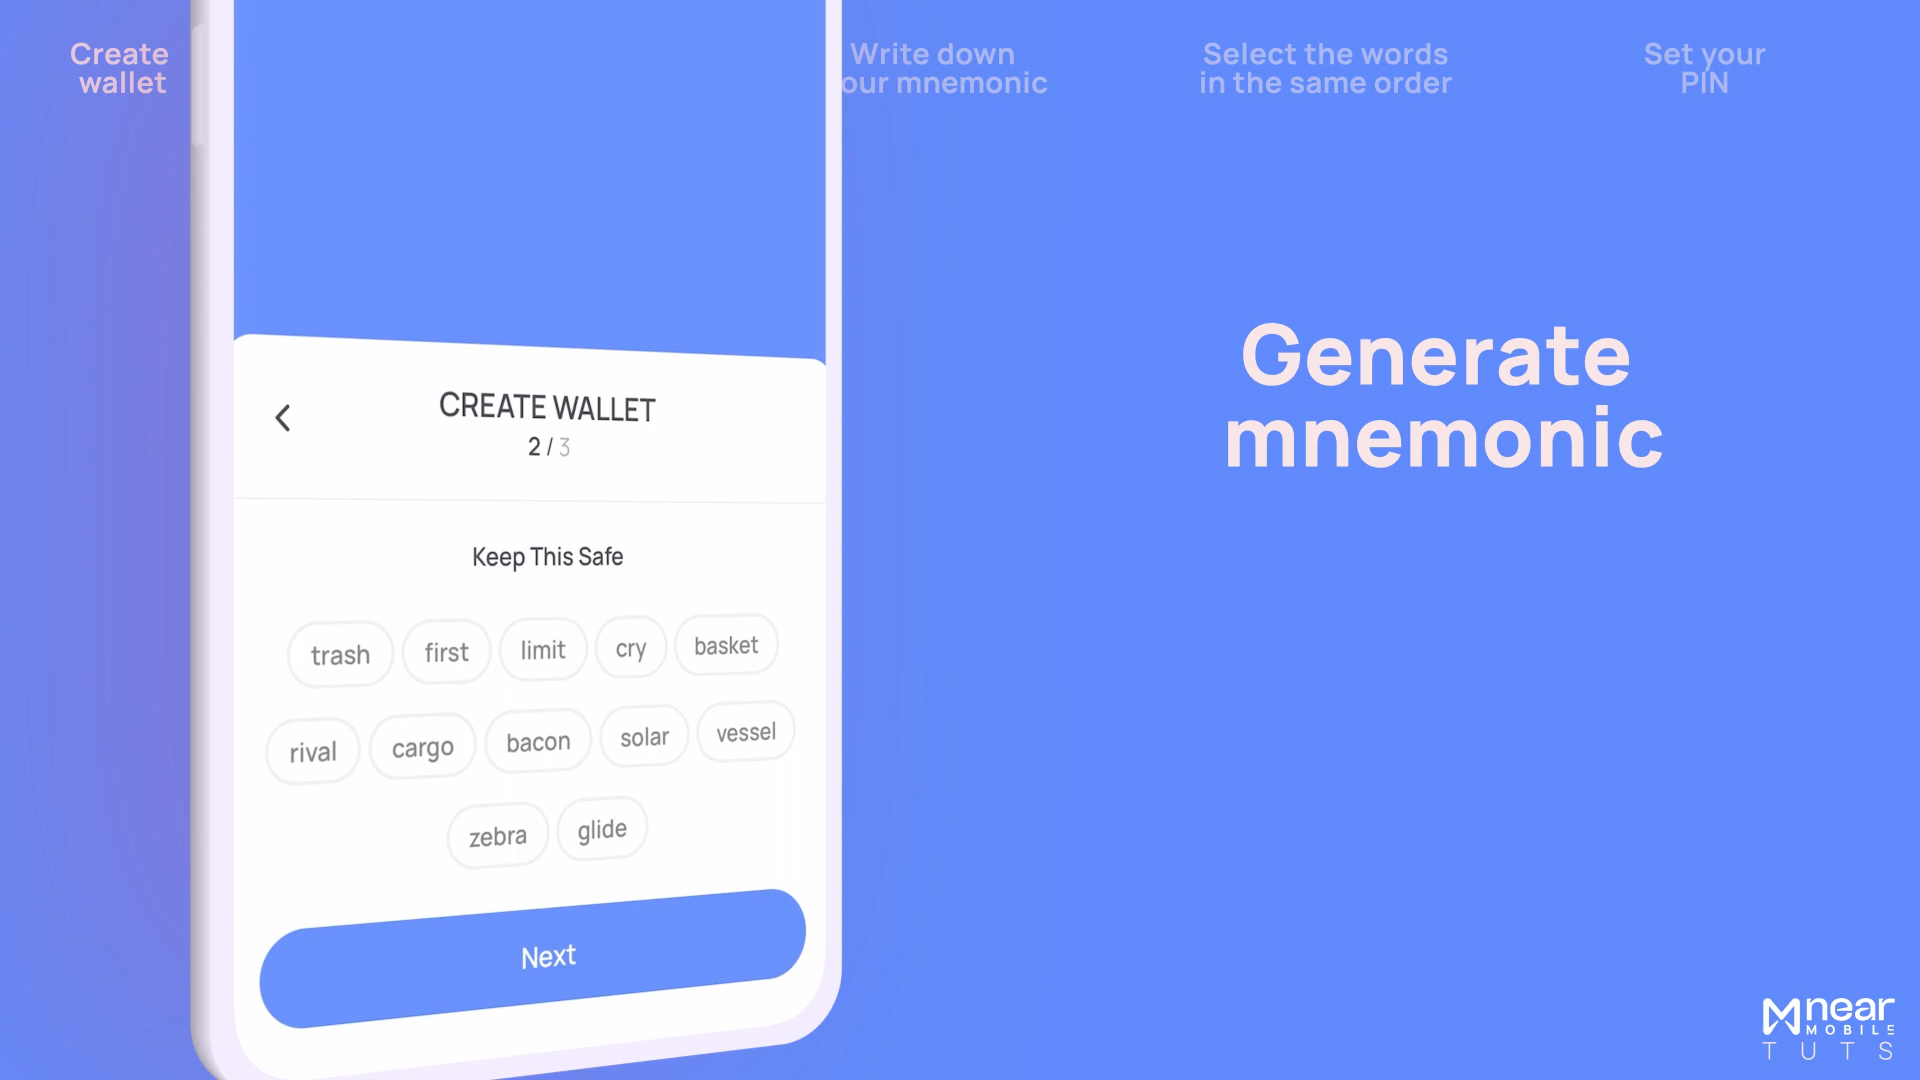 Create
wallet
Write down
our mnemonic
Select the words
in the same order
Set your
PIN
Generate
mnemonic
CREATE WALLET
2 / 3
Keep This Safe
trash first limit cry basket
rival cargo bacon solar vessel
zebra glide
Next
near
MOBILE
TUTS